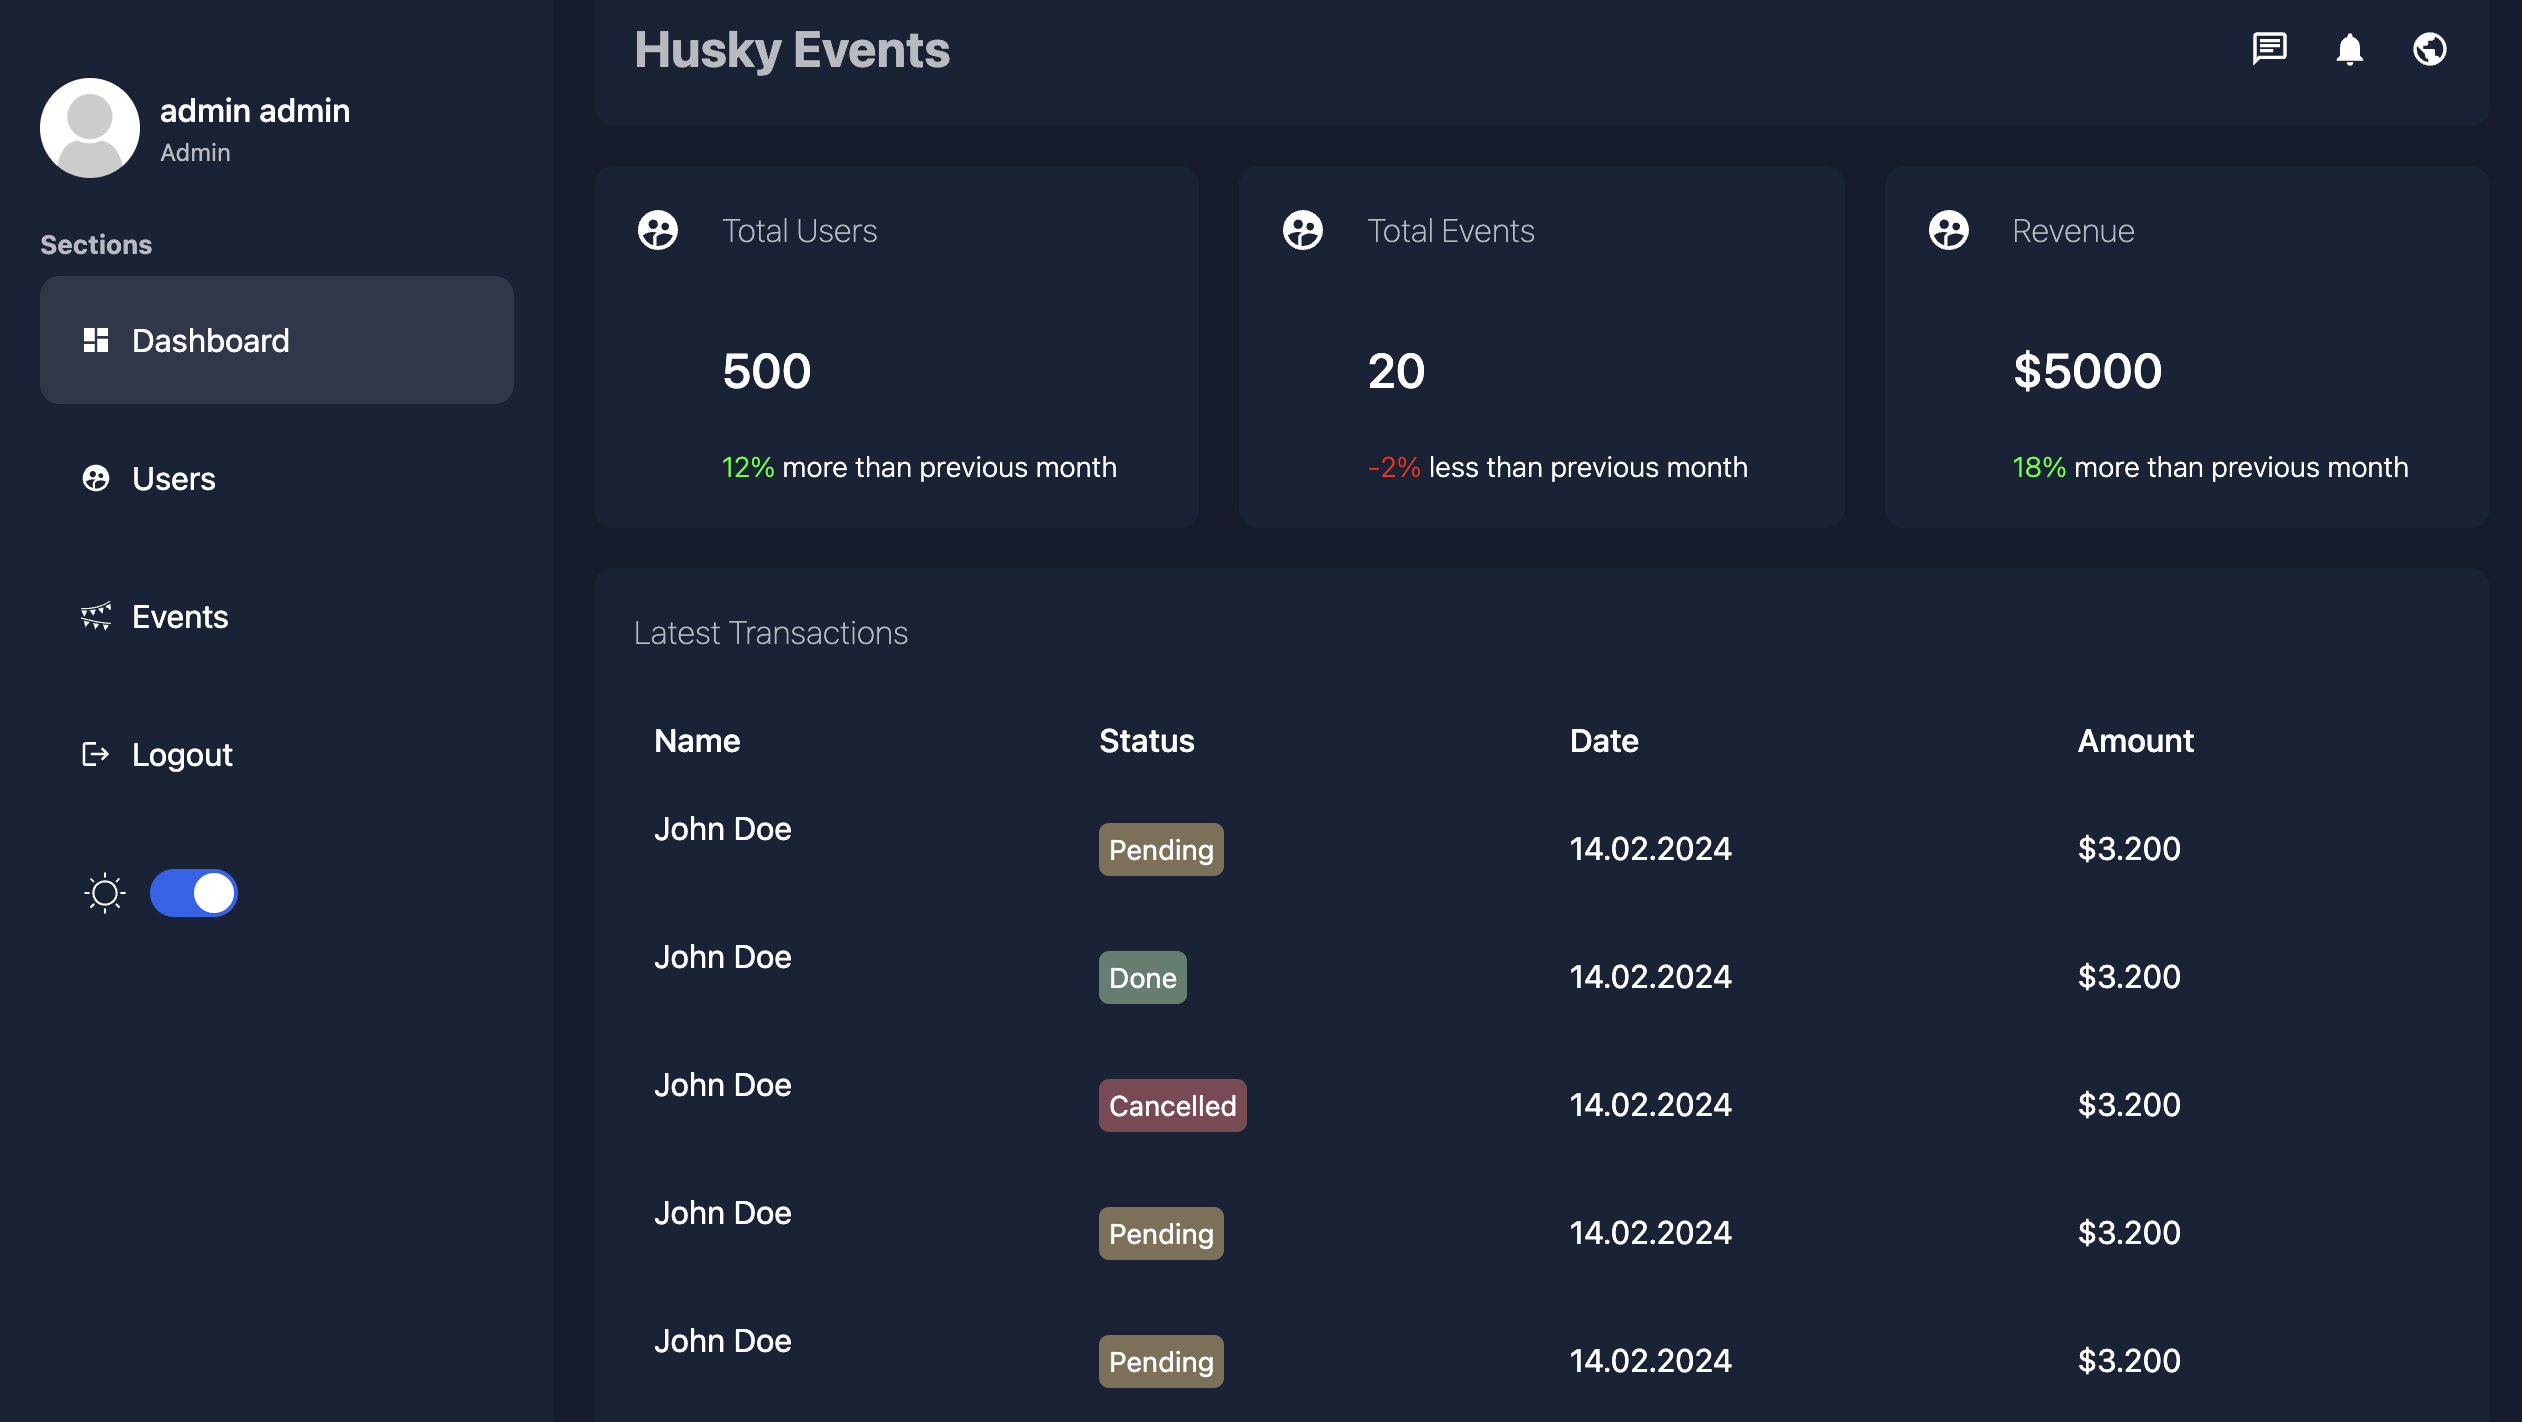 admin admin
Admin
Sections
Dashboard
Users
Events
Logout
Husky Events
Total Users
500
12% more than previous month
Total Events
20
-2% less than previous month
Revenue
$5000
18% more than previous month
Latest Transactions
Name Status Date Amount
John Doe Pending 14.02.2024 $3.200
John Doe Done 14.02.2024 $3.200
John Doe Cancelled 14.02.2024 $3.200
John Doe Pending 14.02.2024 $3.200
John Doe Pending 14.02.2024 $3.200